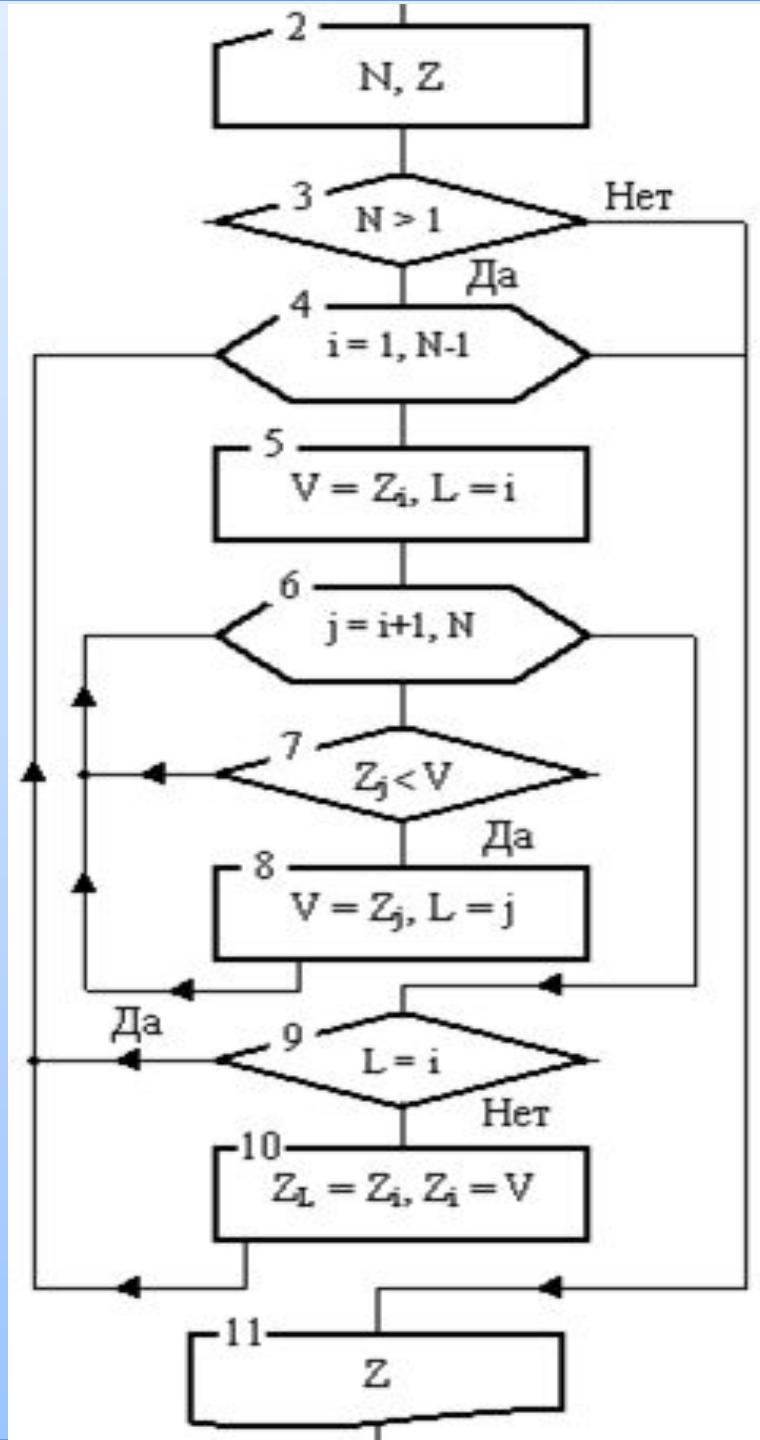 2
N, Z
3
N > 1
Нет
Да
4
i = 1, N-1
5
V = Zi, L = i
6
j = i+1, N
7
Zj < V
Да
8
V = Zj, L = j
Да
9
L = i
Нет
10
ZL = Zi, Zi = V
11
Z